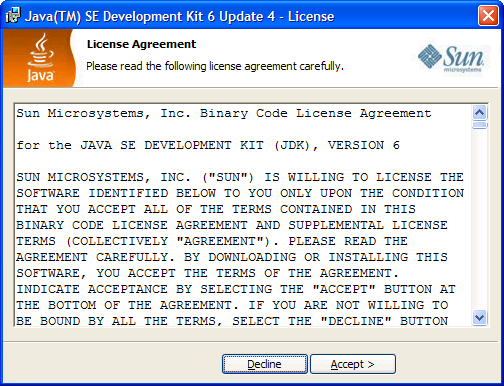 Java(TM) SE Development Kit 6 Update 4 - License
License Agreement
Please read the following license agreement carefully.
Java
Sun
microsystems
Sun Microsystems, Inc. Binary Code License Agreement
for the JAVA SE DEVELOPMENT KIT (JDK), VERSION 6
SUN MICROSYSTEMS, INC. ("SUN") IS WILLING TO LICENSE THE
SOFTWARE IDENTIFIED BELOW TO YOU ONLY UPON THE CONDITION
THAT YOU ACCEPT ALL OF THE TERMS CONTAINED IN THIS
BINARY CODE LICENSE AGREEMENT AND SUPPLEMENTAL LICENSE
TERMS (COLLECTIVELY "AGREEMENT"). PLEASE READ THE
AGREEMENT CAREFULLY. BY DOWNLOADING OR INSTALLING THIS
SOFTWARE, YOU ACCEPT THE TERMS OF THE AGREEMENT.
INDICATE ACCEPTANCE BY SELECTING THE "ACCEPT" BUTTON AT
THE BOTTOM OF THE AGREEMENT. IF YOU ARE NOT WILLING TO
BE BOUND BY ALL THE TERMS, SELECT THE "DECLINE" BUTTON
Decline
Accept >